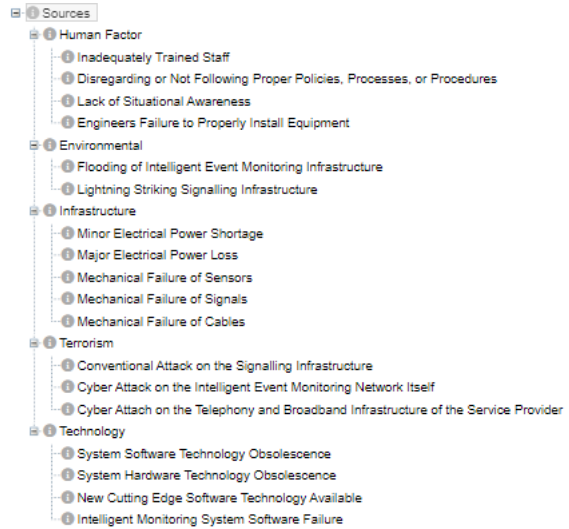 Sources
Human Factor
Inadequately Trained Staff
Disregarding or Not Following Proper Policies, Processes, or Procedures
Lack of Situational Awareness
Engineers Failure to Properly Install Equipment
Environmental
Flooding of Intelligent Event Monitoring Infrastructure
Lightning Striking Signalling Infrastructure
Infrastructure
Minor Electrical Power Shortage
Major Electrical Power Loss
Mechanical Failure of Sensors
Mechanical Failure of Signals
Mechanical Failure of Cables
Terrorism
Conventional Attack on the Signalling Infrastructure
Cyber Attack on the Intelligent Event Monitoring Network Itself
Cyber Attach on the Telephony and Broadband Infrastructure of the Service Provider
Technology
System Software Technology Obsolescence
System Hardware Technology Obsolescence
New Cutting Edge Software Technology Available
Intelligent Monitoring System Software Failure